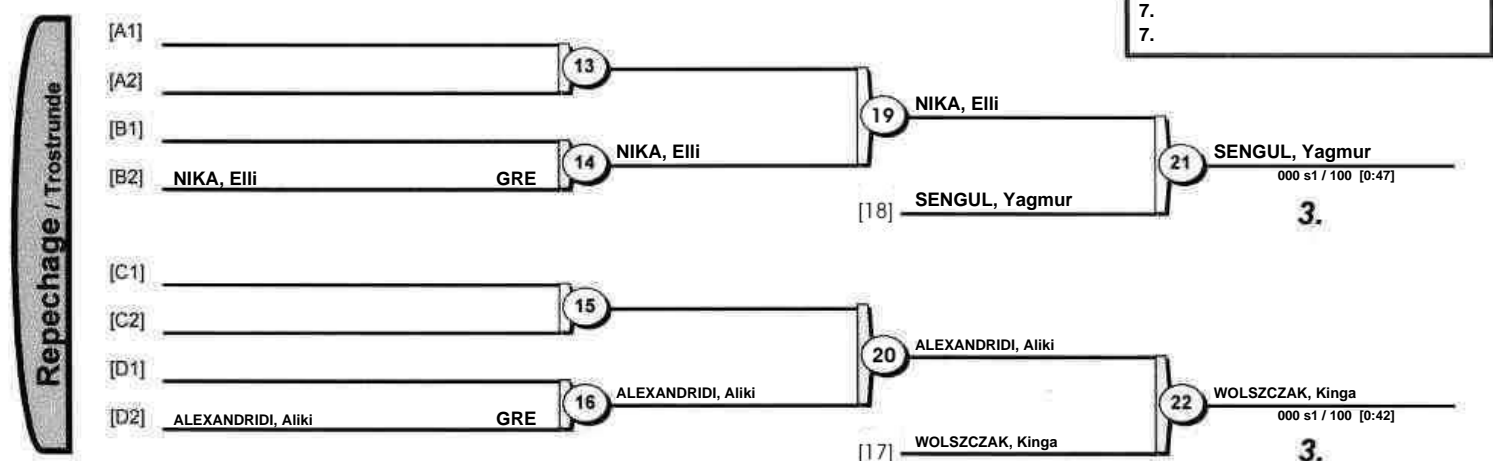 7.
7.
Repechage / Trostrunde
[A1]
[A2]
13
[B1]
[B2] NIKA, Elli GRE
14
NIKA, Elli
19
NIKA, Elli
[18] SENGUL, Yagmur
21
SENGUL, Yagmur
000 s1 / 100 [0:47]
3.
[C1]
[C2]
15
[D1]
[D2] ALEXANDRIDI, Aliki GRE
16
ALEXANDRIDI, Aliki
20
ALEXANDRIDI, Aliki
[17] WOLSZCZAK, Kinga
22
WOLSZCZAK, Kinga
000 s1 / 100 [0:42]
3.